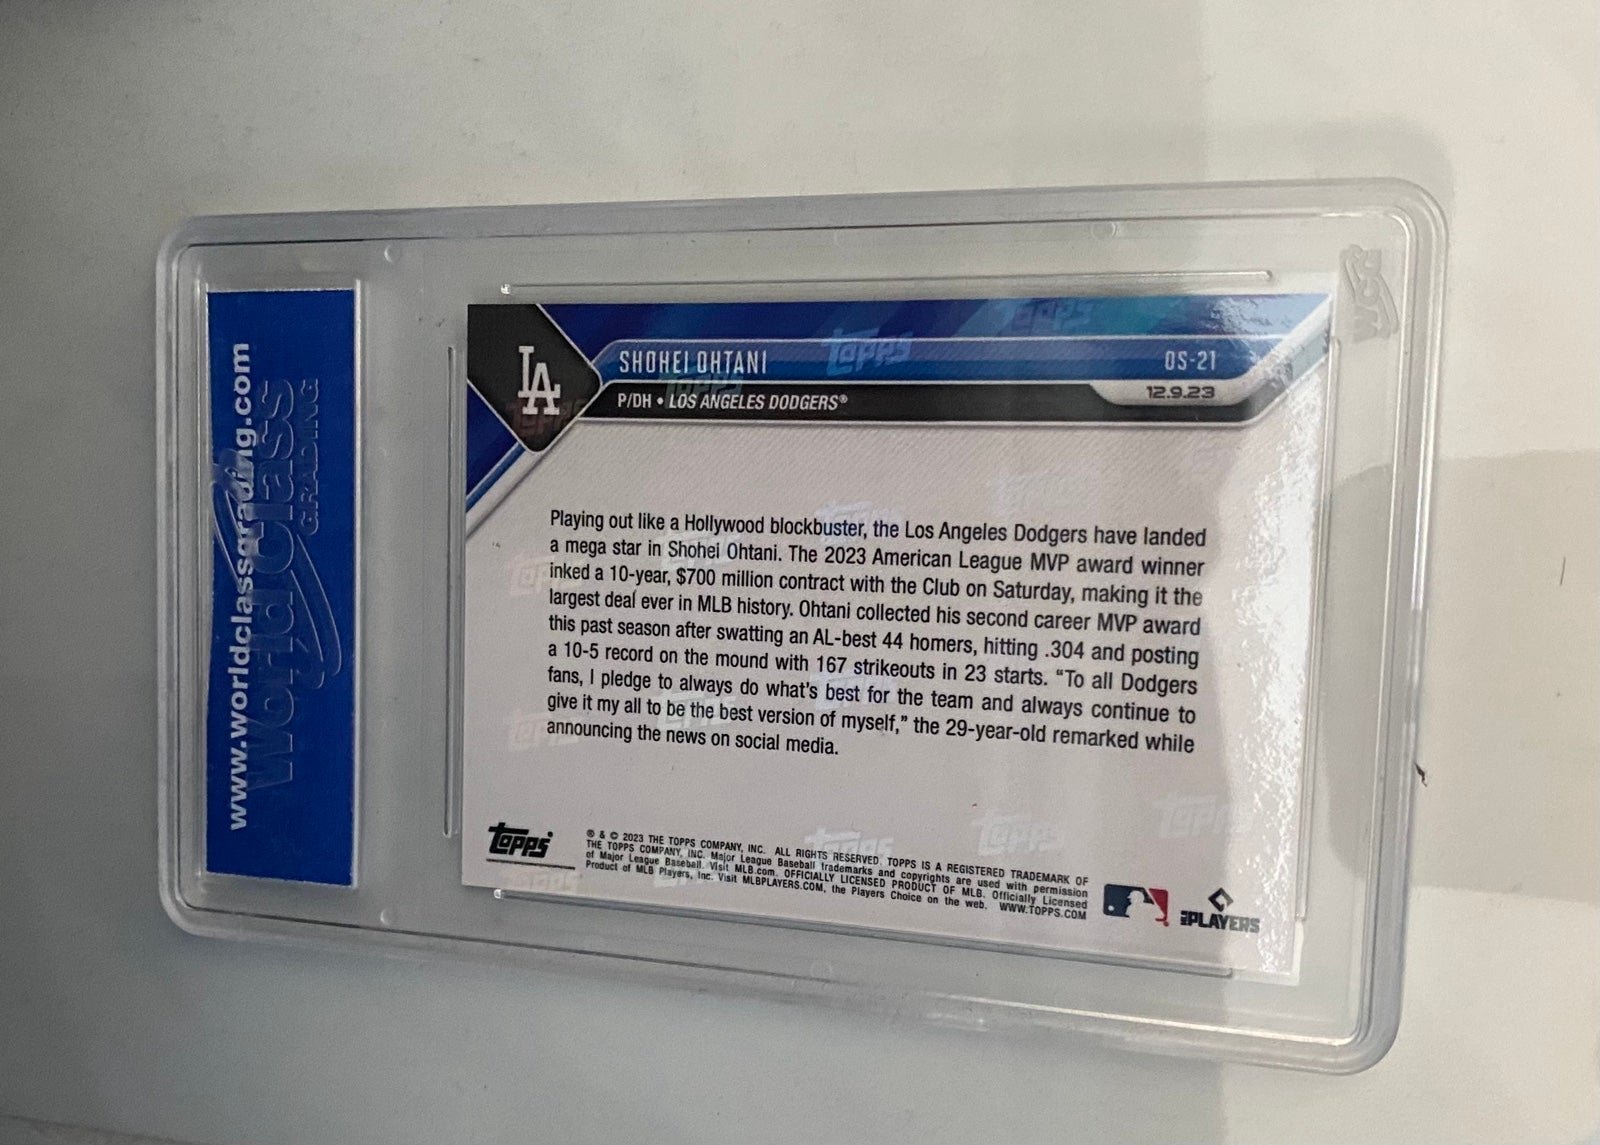 www.worldclassgrading.com
World Class
GRADING
WCG
LA
SHOHEI OHTANI
OS-21
P/DH • LOS ANGELES DODGERS®
12.9.23
Playing out like a Hollywood blockbuster, the Los Angeles Dodgers have landed
a mega star in Shohei Ohtani. The 2023 American League MVP award winner
inked a 10-year, $700 million contract with the Club on Saturday, making it the
largest deal ever in MLB history. Ohtani collected his second career MVP award
this past season after swatting an AL-best 44 homers, hitting .304 and posting
a 10-5 record on the mound with 167 strikeouts in 23 starts. “To all Dodgers
fans, I pledge to always do what’s best for the team and always continue to
give it my all to be the best version of myself,” the 29-year-old remarked while
announcing the news on social media.
Topps
® & © 2023 THE TOPPS COMPANY, INC. ALL RIGHTS RESERVED. TOPPS IS A REGISTERED TRADEMARK OF
THE TOPPS COMPANY, INC. Major League Baseball trademarks and copyrights are used with permission
of Major League Baseball. Visit MLB.com. OFFICIALLY LICENSED PRODUCT OF MLB. Officially Licensed
Product of MLB Players, Inc. Visit MLBPLAYERS.COM, the Players Choice on the web. WWW.TOPPS.COM
PLAYERS